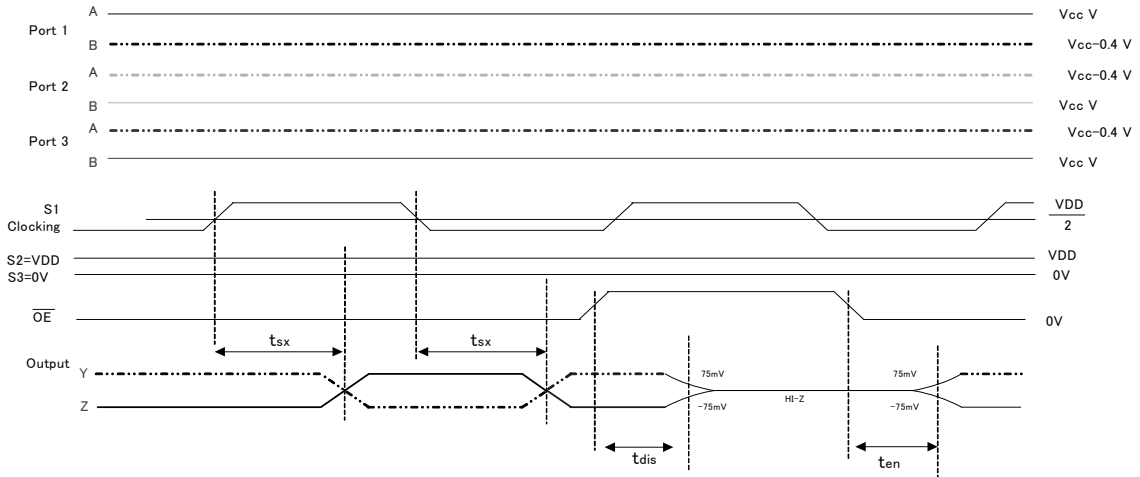 Port 1
A
Vcc V
B
Vcc-0.4 V
Port 2
A
Vcc-0.4 V
B
Vcc V
Port 3
A
Vcc-0.4 V
B
Vcc V
S1
Clocking
VDD
2
S2=VDD
VDD
S3=0V
0V
OE
0V
tsx
tsx
Output
Y
Z
75mV
-75mV
HI-Z
75mV
-75mV
tdis
ten